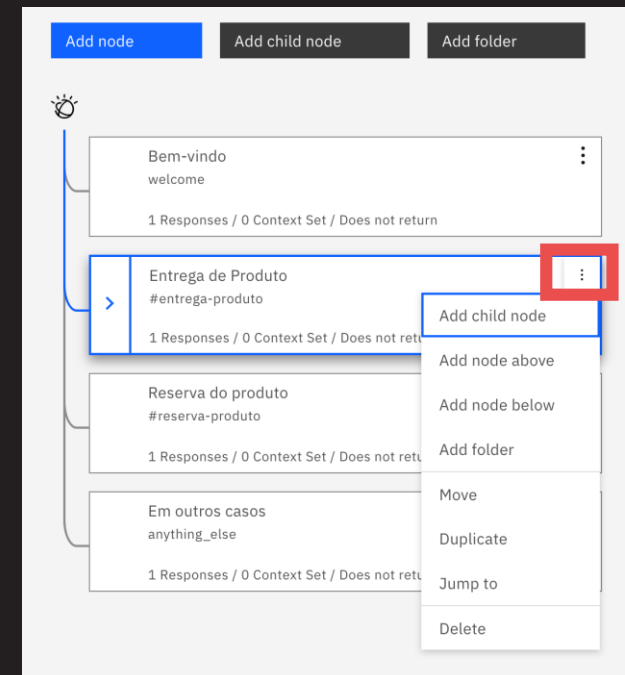 Add node
Add child node
Add folder
Bem-vindo
welcome
1 Responses / 0 Context Set / Does not return
Entrega de Produto
#entrega-produto
1 Responses / 0 Context Set / Does not
Add child node
Add node above
Add node below
Add folder
Move
Duplicate
Jump to
Delete
Reserva do produto
#reserva-produto
1 Responses / 0 Context Set / Does not
Em outros casos
anything_else
1 Responses / 0 Context Set / Does not